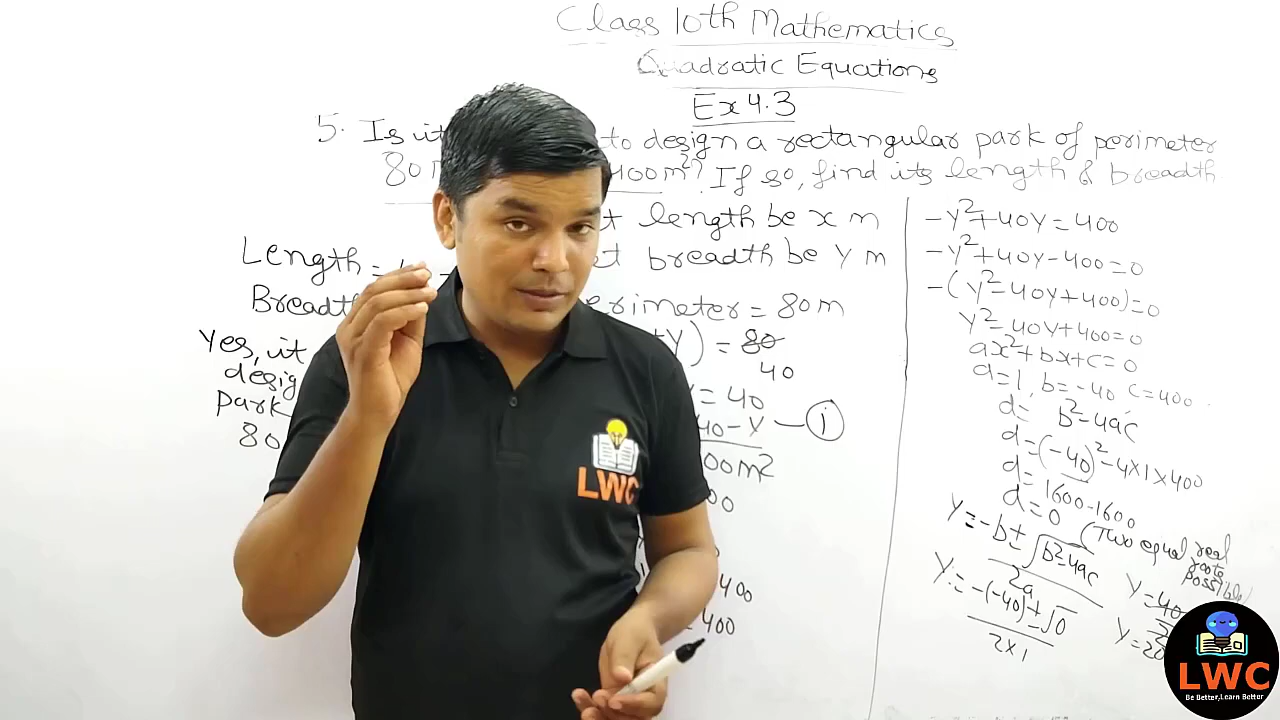 Class 10th Mathematics
Quadratic Equations
Ex 4.3
5. Is it to design a rectangular park of perimeter
80 m 400m²? If so, find its length & breadth
length be x m
breadth be y m
Length =
Breadth
perimeter = 80 m
y) = 80
40
= 40
40 - y — (i)
00m²
00
400
= 400
Yes, it
desig
park
80
-y²+40y = 400
-y²+40y-400=0
-(y²-40y+400)=0
y²-40y+400=0
ax²+bx+c=0
a=1, b=-40 c=400
d= b²-4ac
d=(-40)²-4×1×400
d= 1600-1600
d=0 (Two equal real roots possible)
y = -b±√b²-4ac
2a
y = -(-40)±√0
2×1
y = 40
2
y = 20
LWC
LWC
Be Better,Learn Better